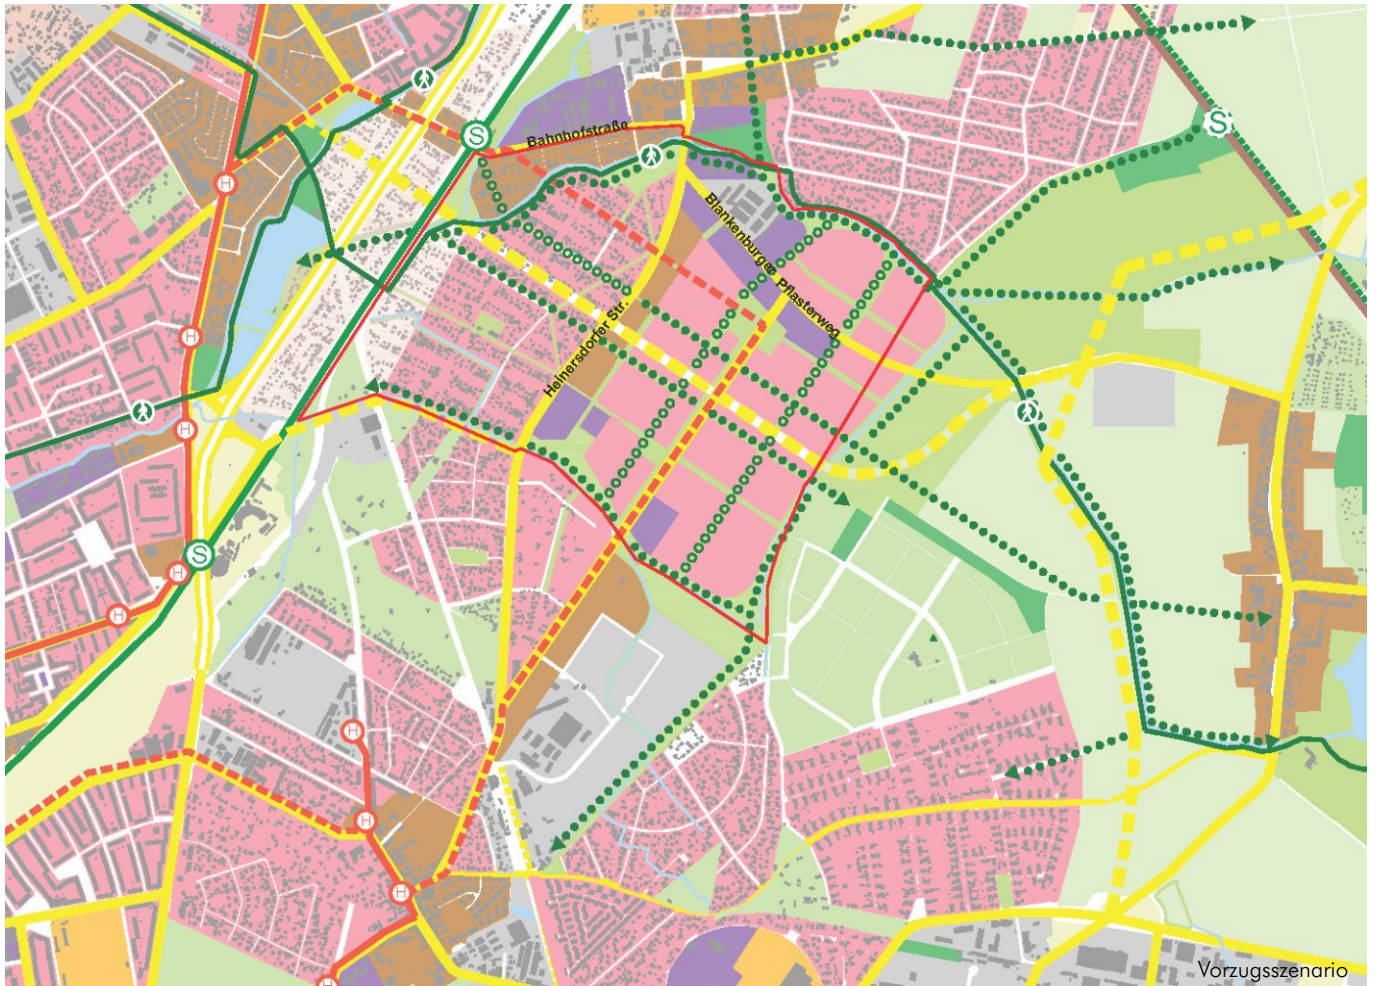 S
Bahnhofstraße
S
H
Blankenburger Pflasterweg
Heinersdorfer Str.
H
H
H
S
H
H
H
H
H
H
Vorzugsszenario